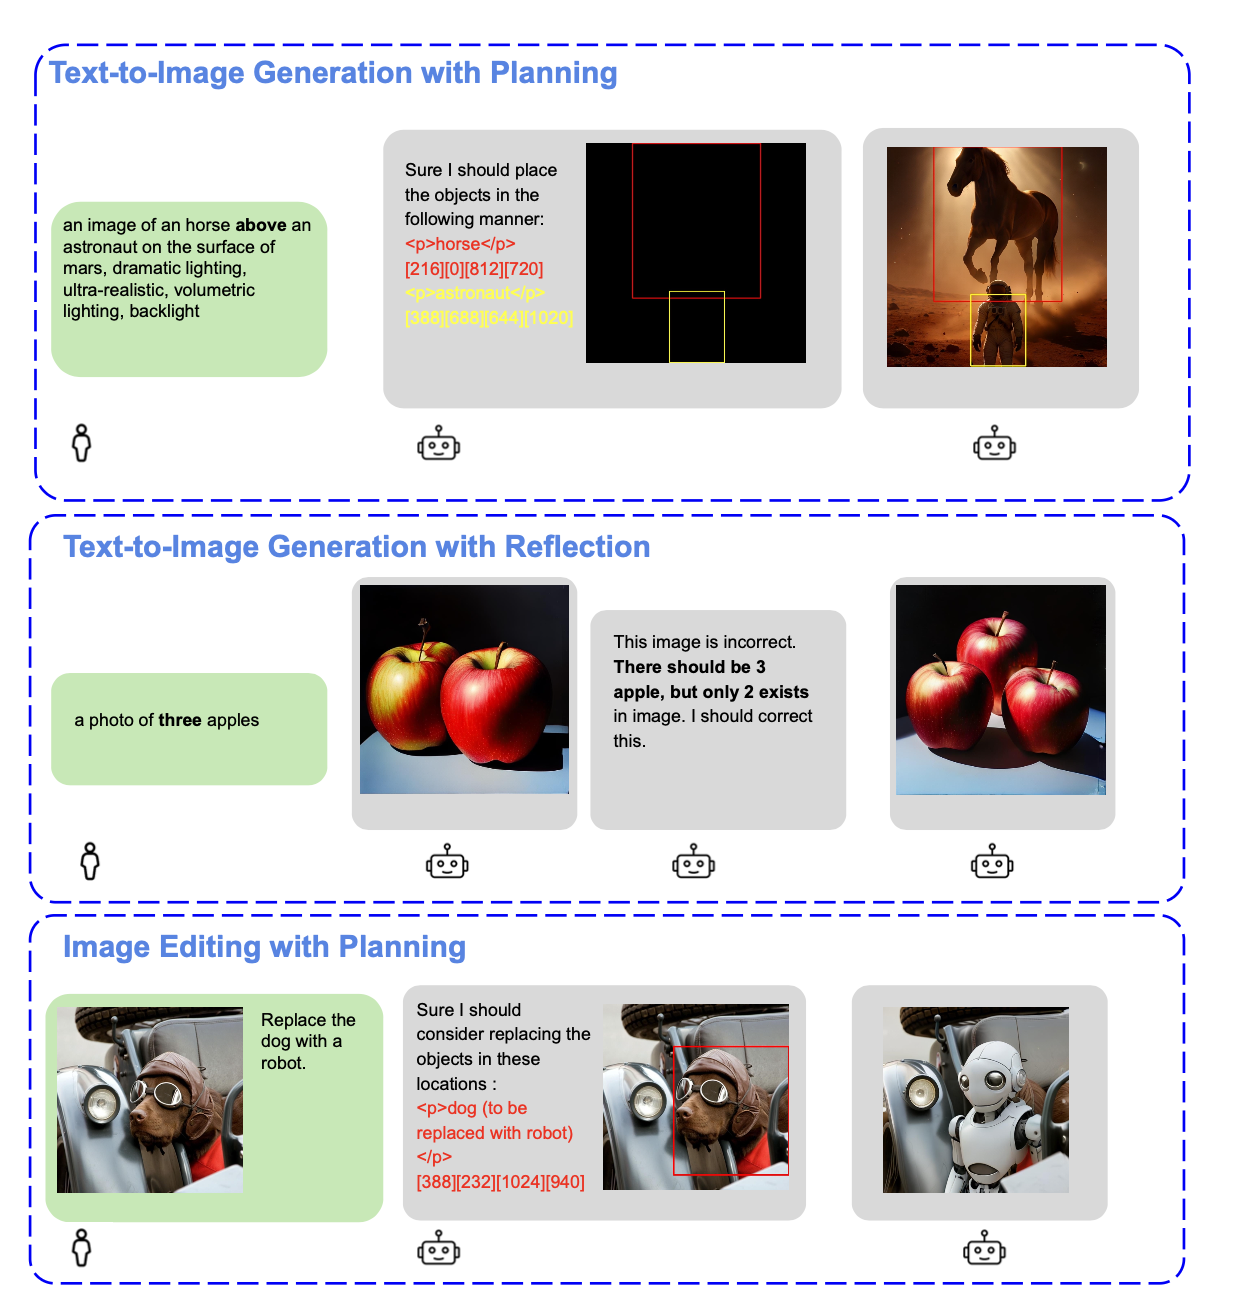 Text-to-Image Generation with Planning
an image of an horse above an
astronaut on the surface of
mars, dramatic lighting,
ultra-realistic, volumetric
lighting, backlight
Sure I should place
the objects in the
following manner:
<p>horse</p>
[216][0][812][720]
<p>astronaut</p>
[388][688][644][1020]
Text-to-Image Generation with Reflection
a photo of three apples
This image is incorrect.
There should be 3
apple, but only 2 exists
in image. I should correct
this.
Image Editing with Planning
Replace the
dog with a
robot.
Sure I should
consider replacing the
objects in these
locations :
<p>dog (to be
replaced with robot)
</p>
[388][232][1024][940]